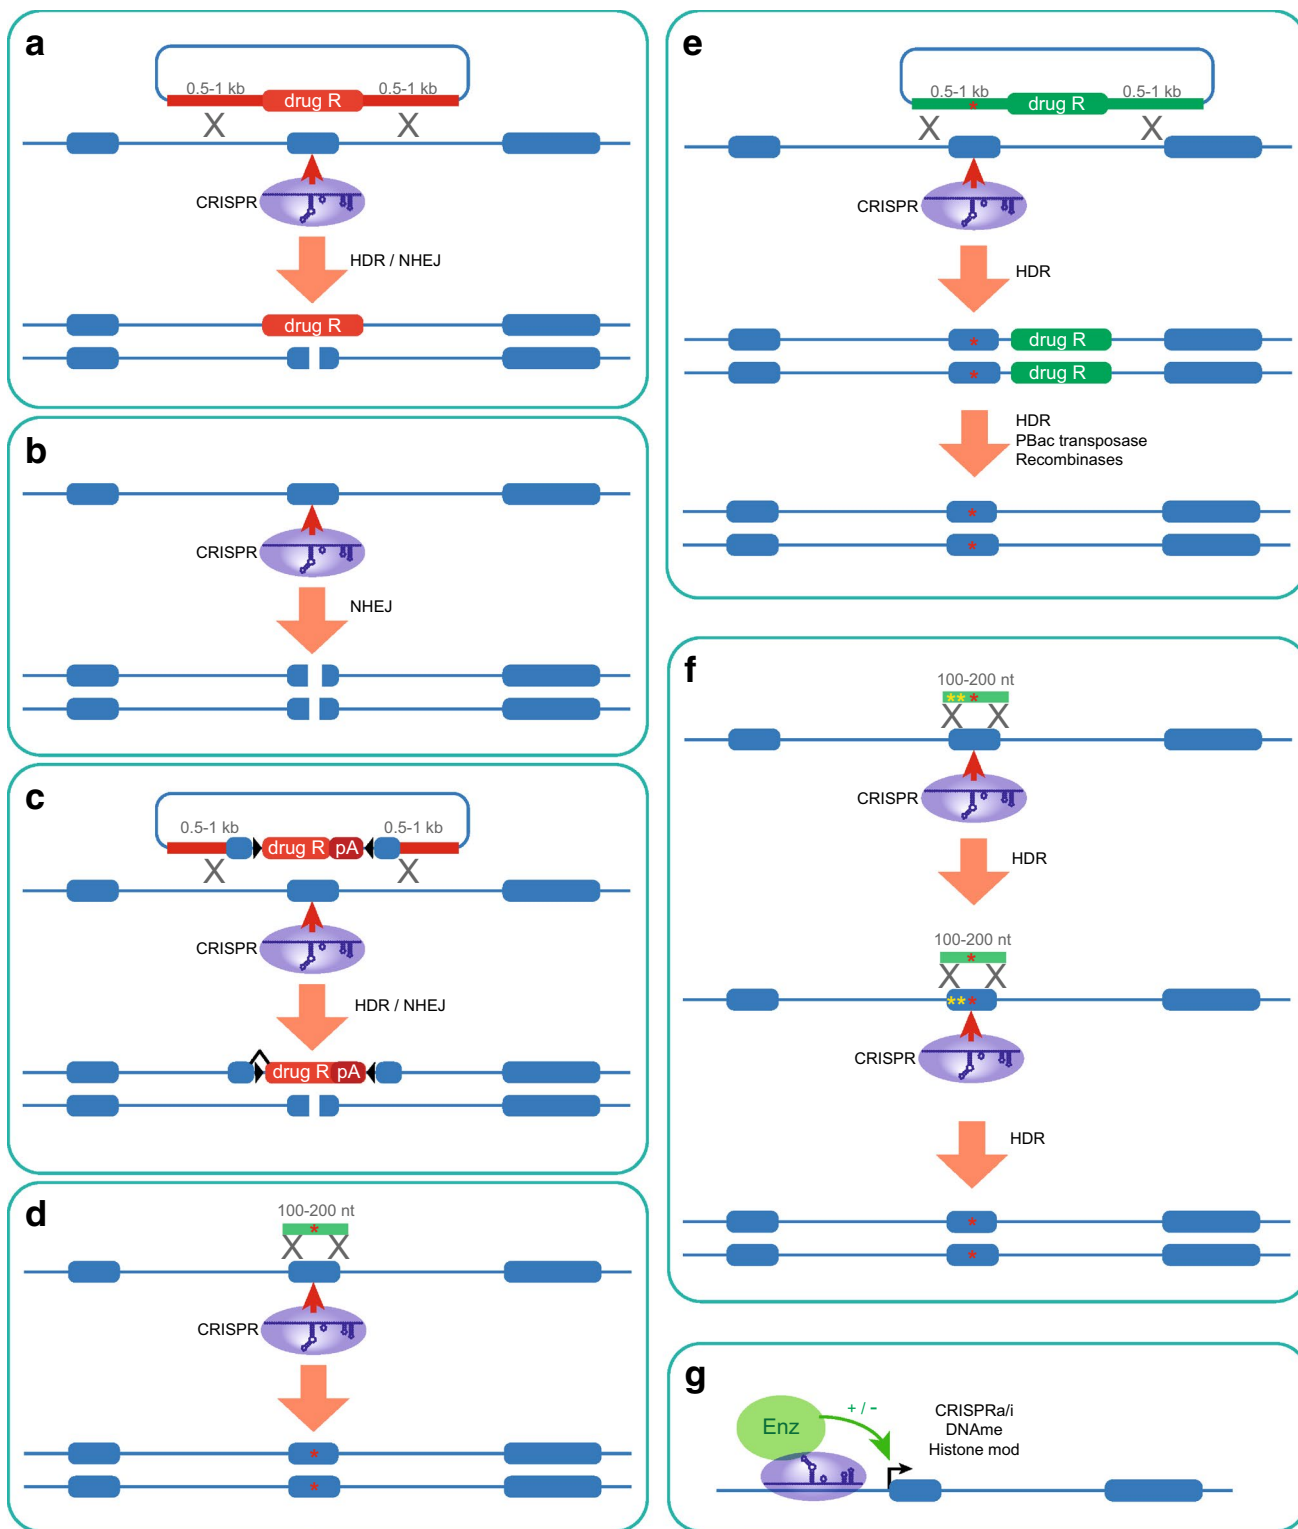 a
0.5-1 kb
0.5-1 kb
drug R
CRISPR
HDR / NHEJ
drug R
b
CRISPR
NHEJ
c
0.5-1 kb
0.5-1 kb
drug R pA
CRISPR
HDR / NHEJ
drug R pA
d
100-200 nt
*
CRISPR
*
*
e
0.5-1 kb
0.5-1 kb
* drug R
CRISPR
HDR
* drug R
* drug R
HDR
PBac transposase
Recombinases
*
*
f
100-200 nt
***
CRISPR
HDR
100-200 nt
*
***
CRISPR
HDR
*
*
g
Enz
+ / -
CRISPRa/i
DNAme
Histone mod